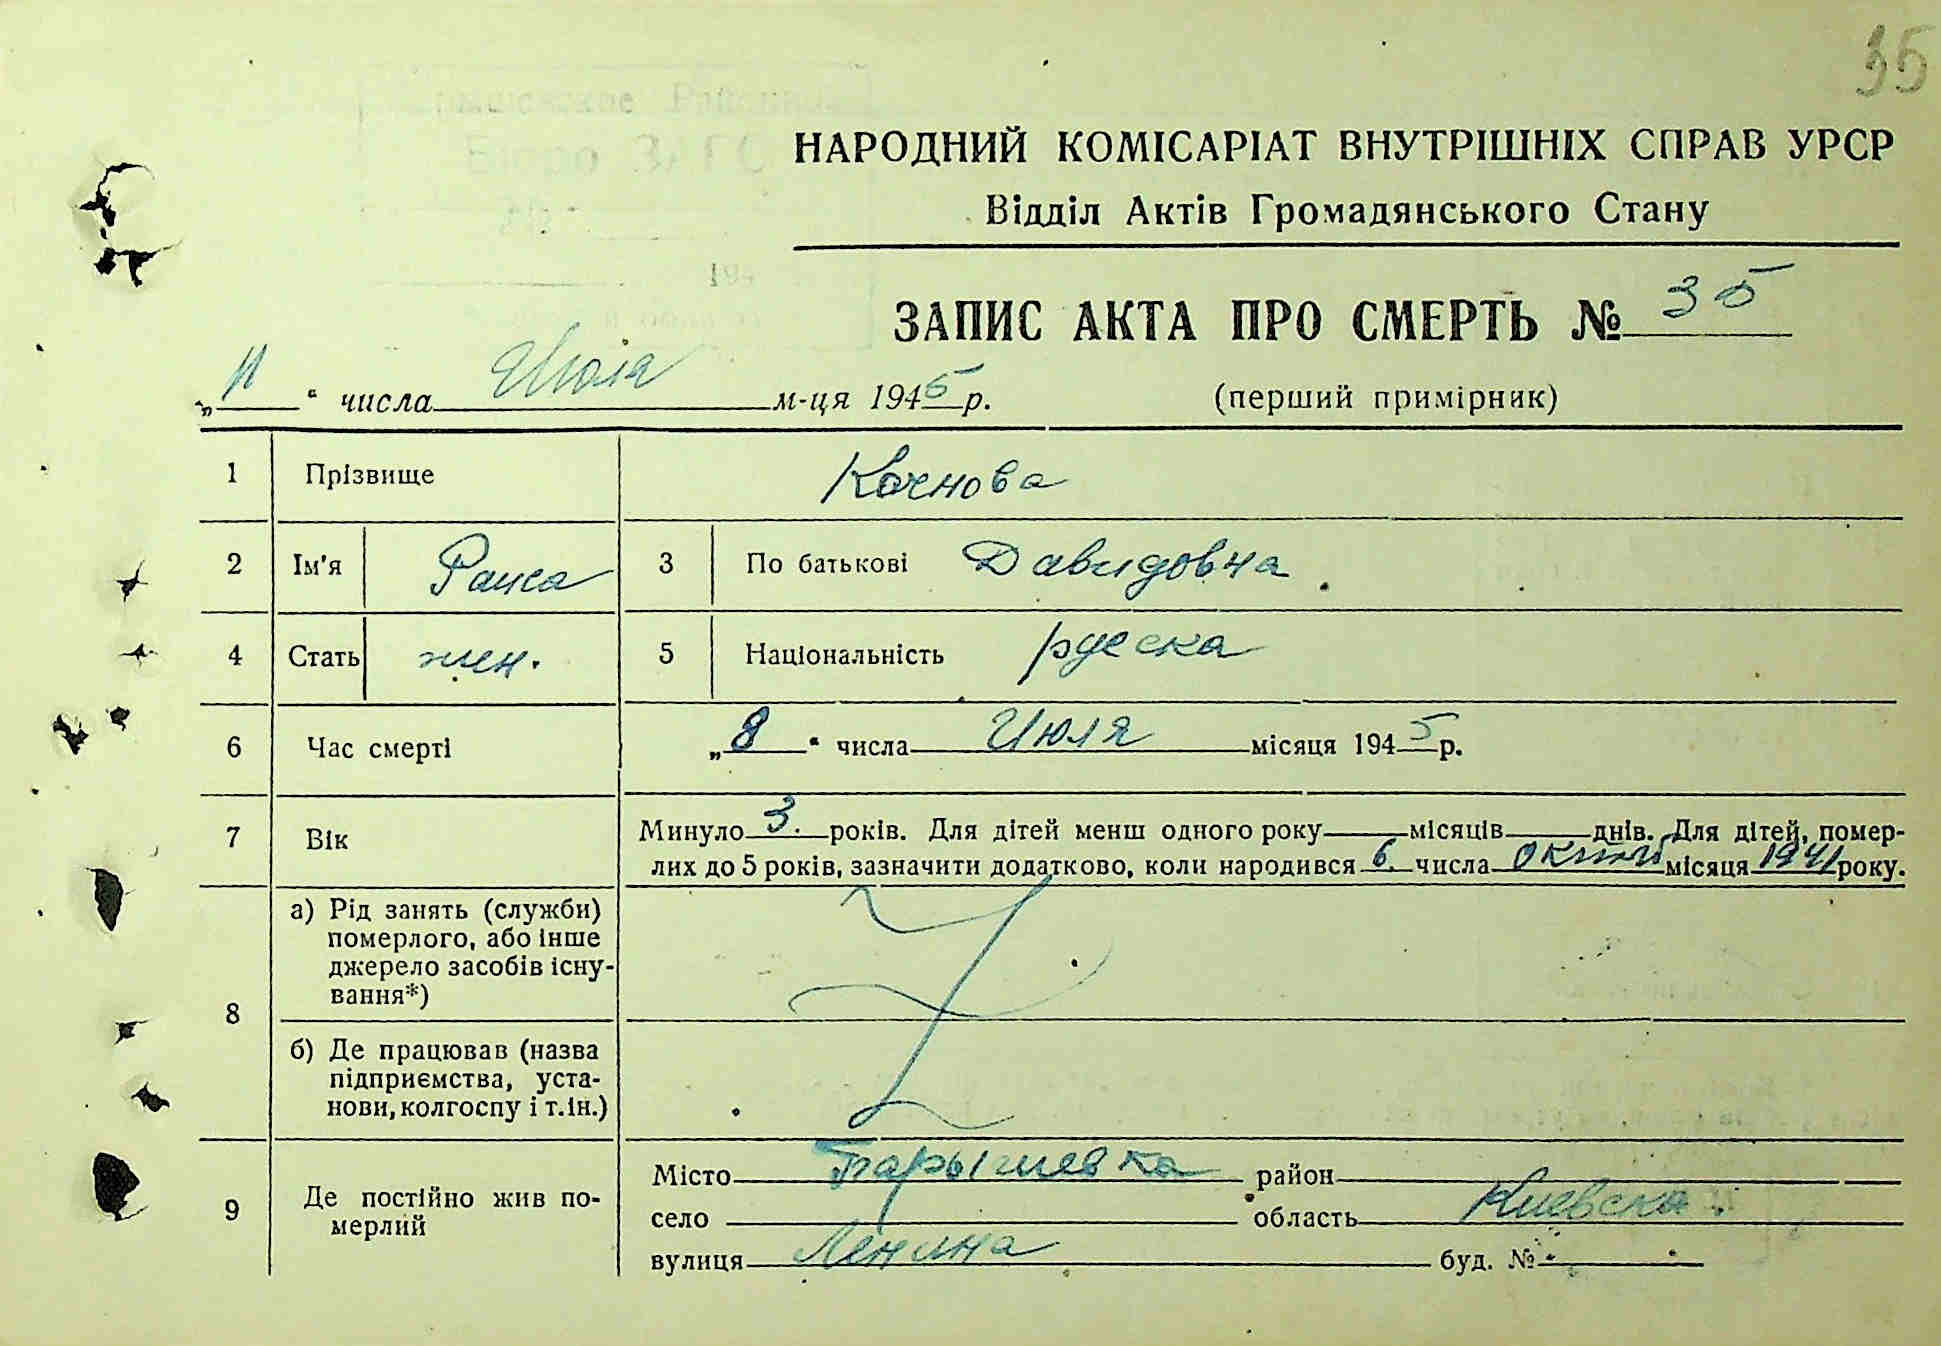 35
НАРОДНИЙ КОМІСАРІАТ ВНУТРІШНІХ СПРАВ УРСР
Відділ Актів Громадянського Стану
ЗАПИС АКТА ПРО СМЕРТЬ № 35
„11“ числа Июля м-ця 1945 р.
(перший примірник)
1 Прізвище Качнова
2 Ім'я Раиса 3 По батькові Давидовна
4 Стать жен. 5 Національність руска
6 Час смерті „8“ числа Июля місяця 1945 р.
7 Вік Минуло 3. років. Для дітей менш одного року місяців днів. Для дітей, помер-
лих до 5 років, зазначити додатково, коли народився 6. числа місяця 1941 року.
8 а) Рід занять (служби)
померлого, або інше
джерело засобів існу-
вання*)
б) Де працював (назва
підприємства, уста-
нови, колгоспу і т.ін.)
9 Де постійно жив по-
мерлий
Місто Барышевка район
село область Киевска.
вулиця Ленина буд. №